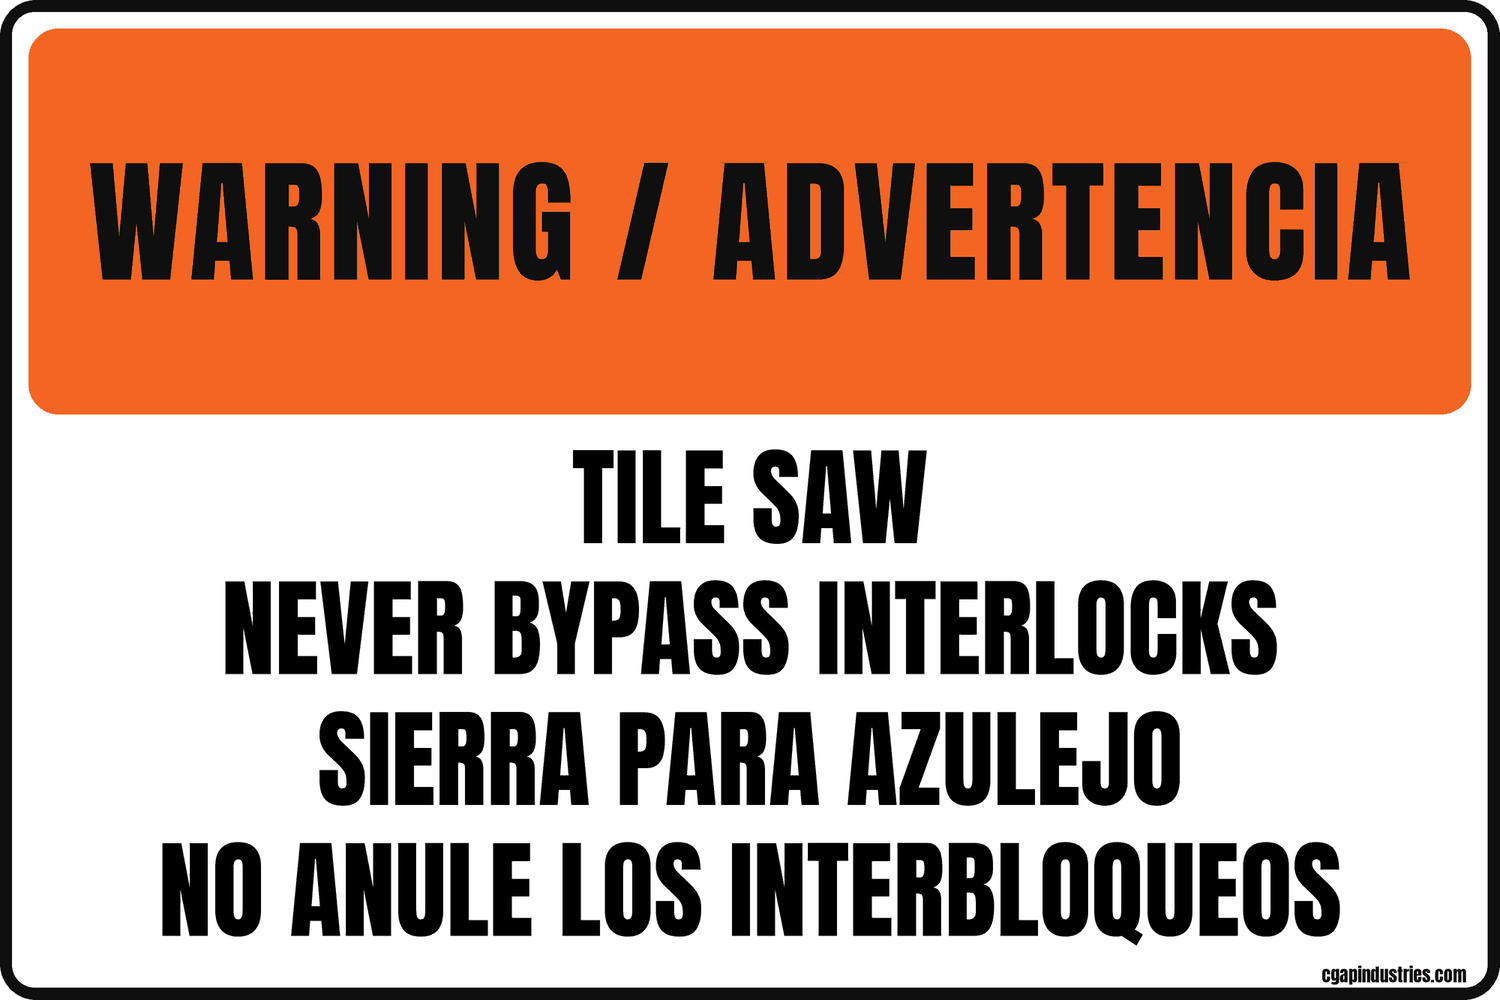 WARNING / ADVERTENCIA
TILE SAW
NEVER BYPASS INTERLOCKS
SIERRA PARA AZULEJO
NO ANULE LOS INTERBLOQUEOS
cgapindustries.com